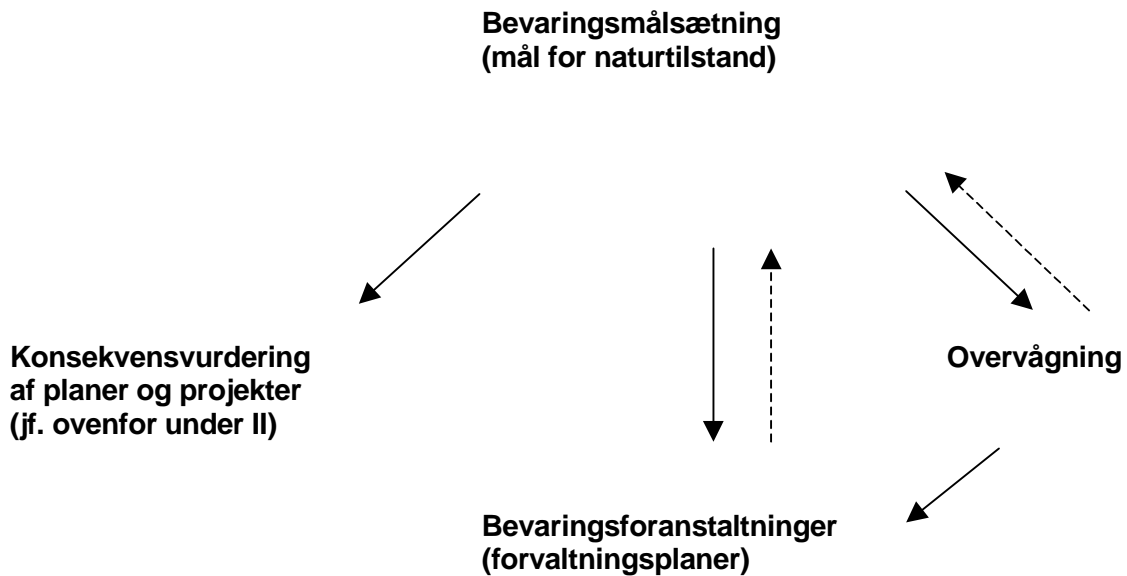 Bevaringsmålsætning
(mål for naturtilstand)
Konsekvensvurdering
af planer og projekter
(jf. ovenfor under II)
Overvågning
Bevaringsforanstaltninger
(forvaltningsplaner)